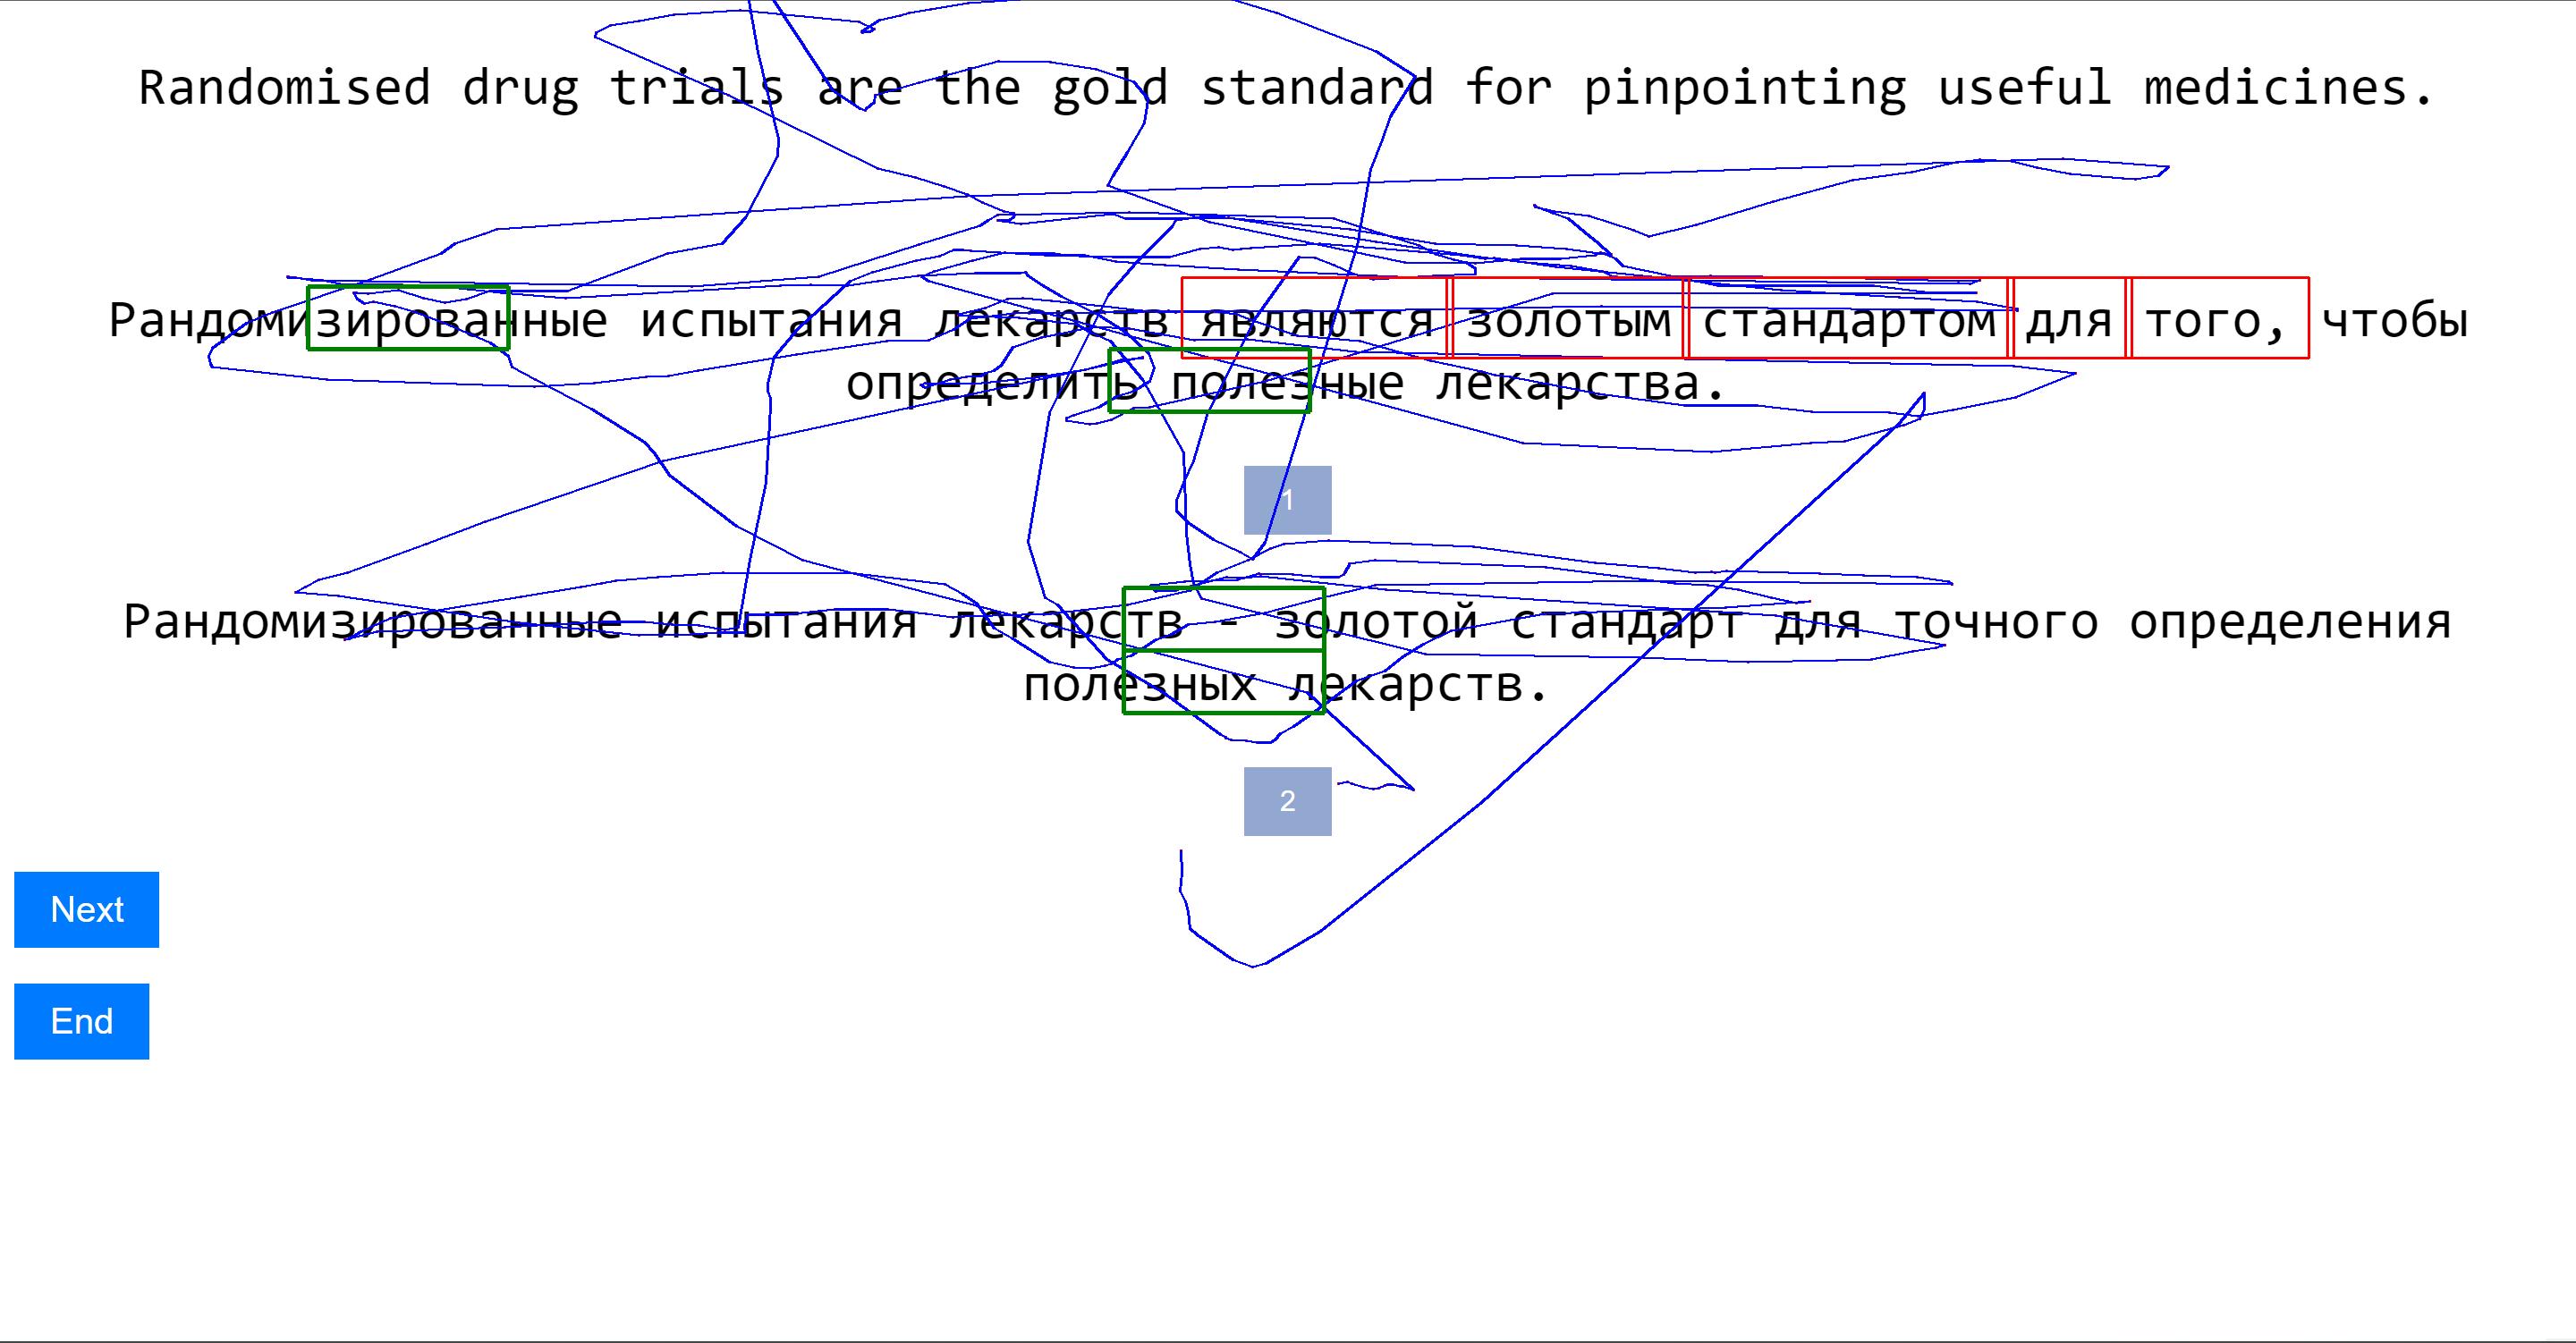 Randomised drug trials are the gold standard for pinpointing useful medicines.
Рандомизированные испытания лекарств являются золотым стандартом для того, чтобы
определить полезные лекарства.
1
Рандомизированные испытания лекарств - золотой стандарт для точного определения
полезных лекарств.
2
Next
End